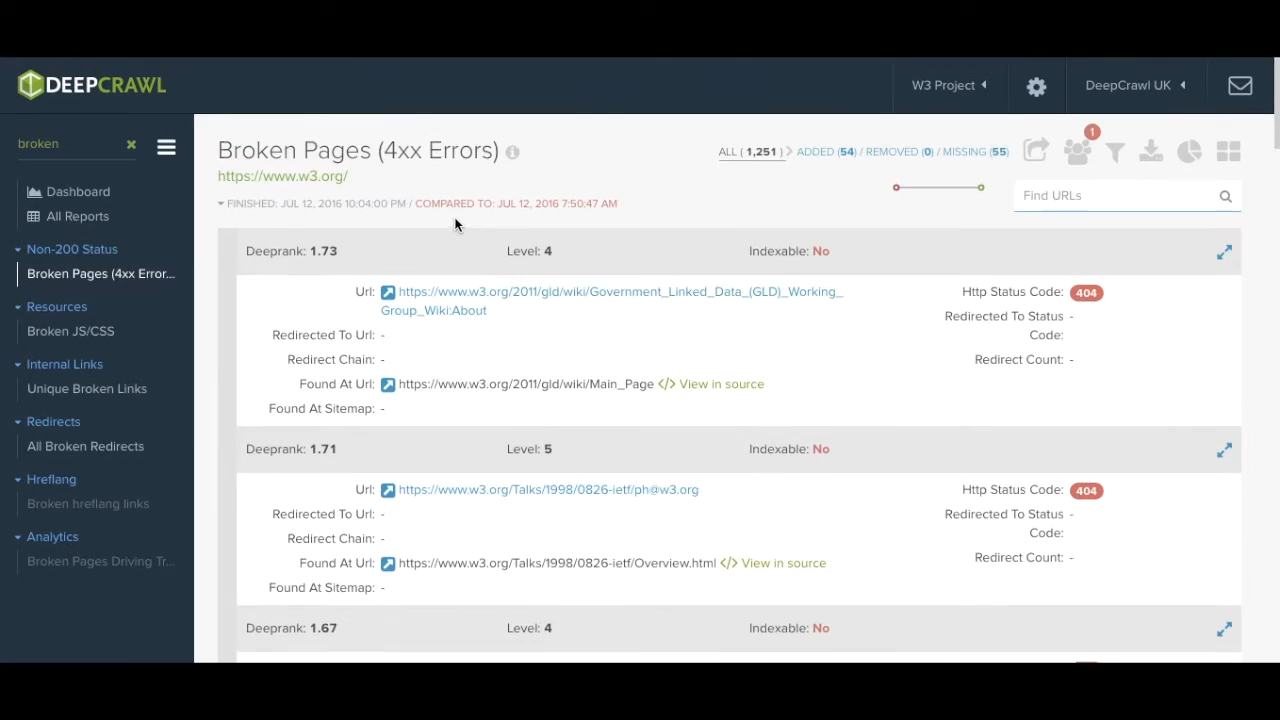 DEEPCRAWL
W3 Project
DeepCrawl UK
broken
Dashboard
All Reports
Non-200 Status
Broken Pages (4xx Error...
Resources
Broken JS/CSS
Internal Links
Unique Broken Links
Redirects
All Broken Redirects
Hreflang
Broken hreflang links
Analytics
Broken Pages Driving Tr...
Broken Pages (4xx Errors)
https://www.w3.org/
FINISHED: JUL 12, 2016 10:04:00 PM / COMPARED TO: JUL 12, 2016 7:50:47 AM
ALL ( 1,251 ) ADDED (54) / REMOVED (0) / MISSING (55)
1
Find URLs
Deeprank: 1.73 Level: 4 Indexable: No
Url: https://www.w3.org/2011/gld/wiki/Government_Linked_Data_(GLD)_Working_
Group_Wiki:About
Redirected To Url: -
Redirect Chain: -
Found At Url: https://www.w3.org/2011/gld/wiki/Main_Page </> View in source
Found At Sitemap: -
Http Status Code: 404
Redirected To Status -
Code:
Redirect Count: -
Deeprank: 1.71 Level: 5 Indexable: No
Url: https://www.w3.org/Talks/1998/0826-ietf/ph@w3.org
Redirected To Url: -
Redirect Chain: -
Found At Url: https://www.w3.org/Talks/1998/0826-ietf/Overview.html </> View in source
Found At Sitemap: -
Http Status Code: 404
Redirected To Status -
Code:
Redirect Count: -
Deeprank: 1.67 Level: 4 Indexable: No